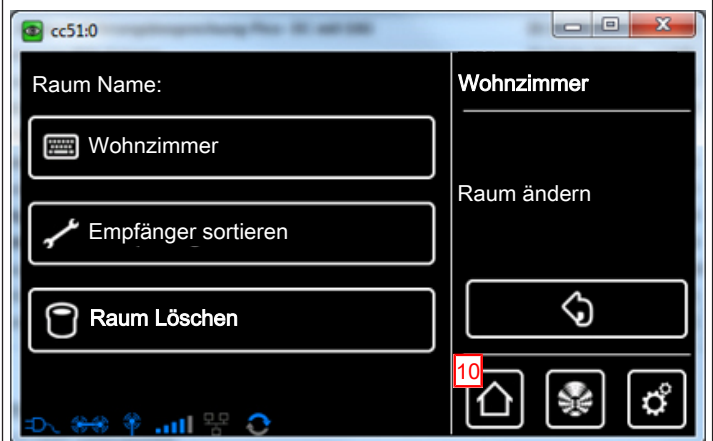 cc51:0
Raum Name:
Wohnzimmer
Empfänger sortieren
Raum Löschen
Wohnzimmer
Raum ändern
10